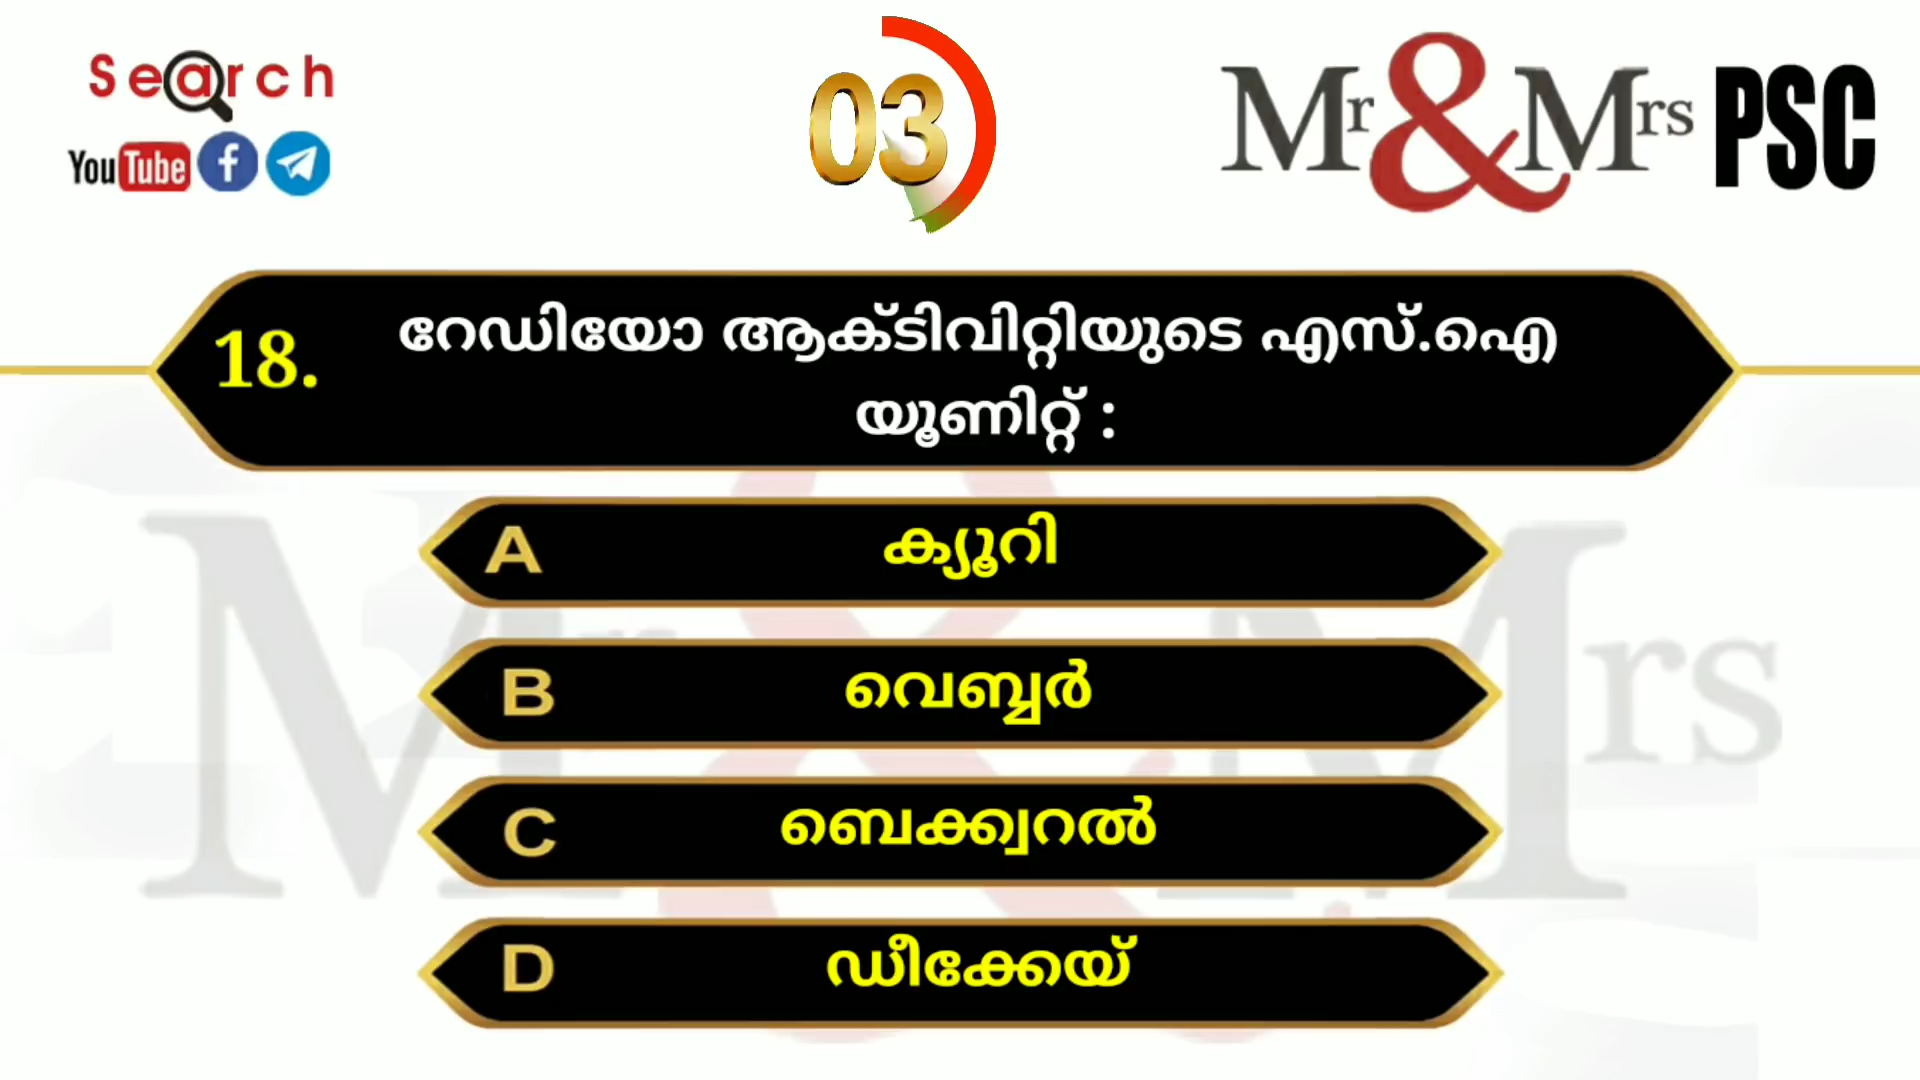 Search
YouTube
03
Mr & Mrs PSC
18.
റേഡിയോ ആക്ടിവിറ്റിയുടെ എസ്.ഐ
യൂണിറ്റ് :
A ക്യൂറി
B വെബ്ബർ
C ബെക്ക്വറൽ
D ഡീക്കേയ്